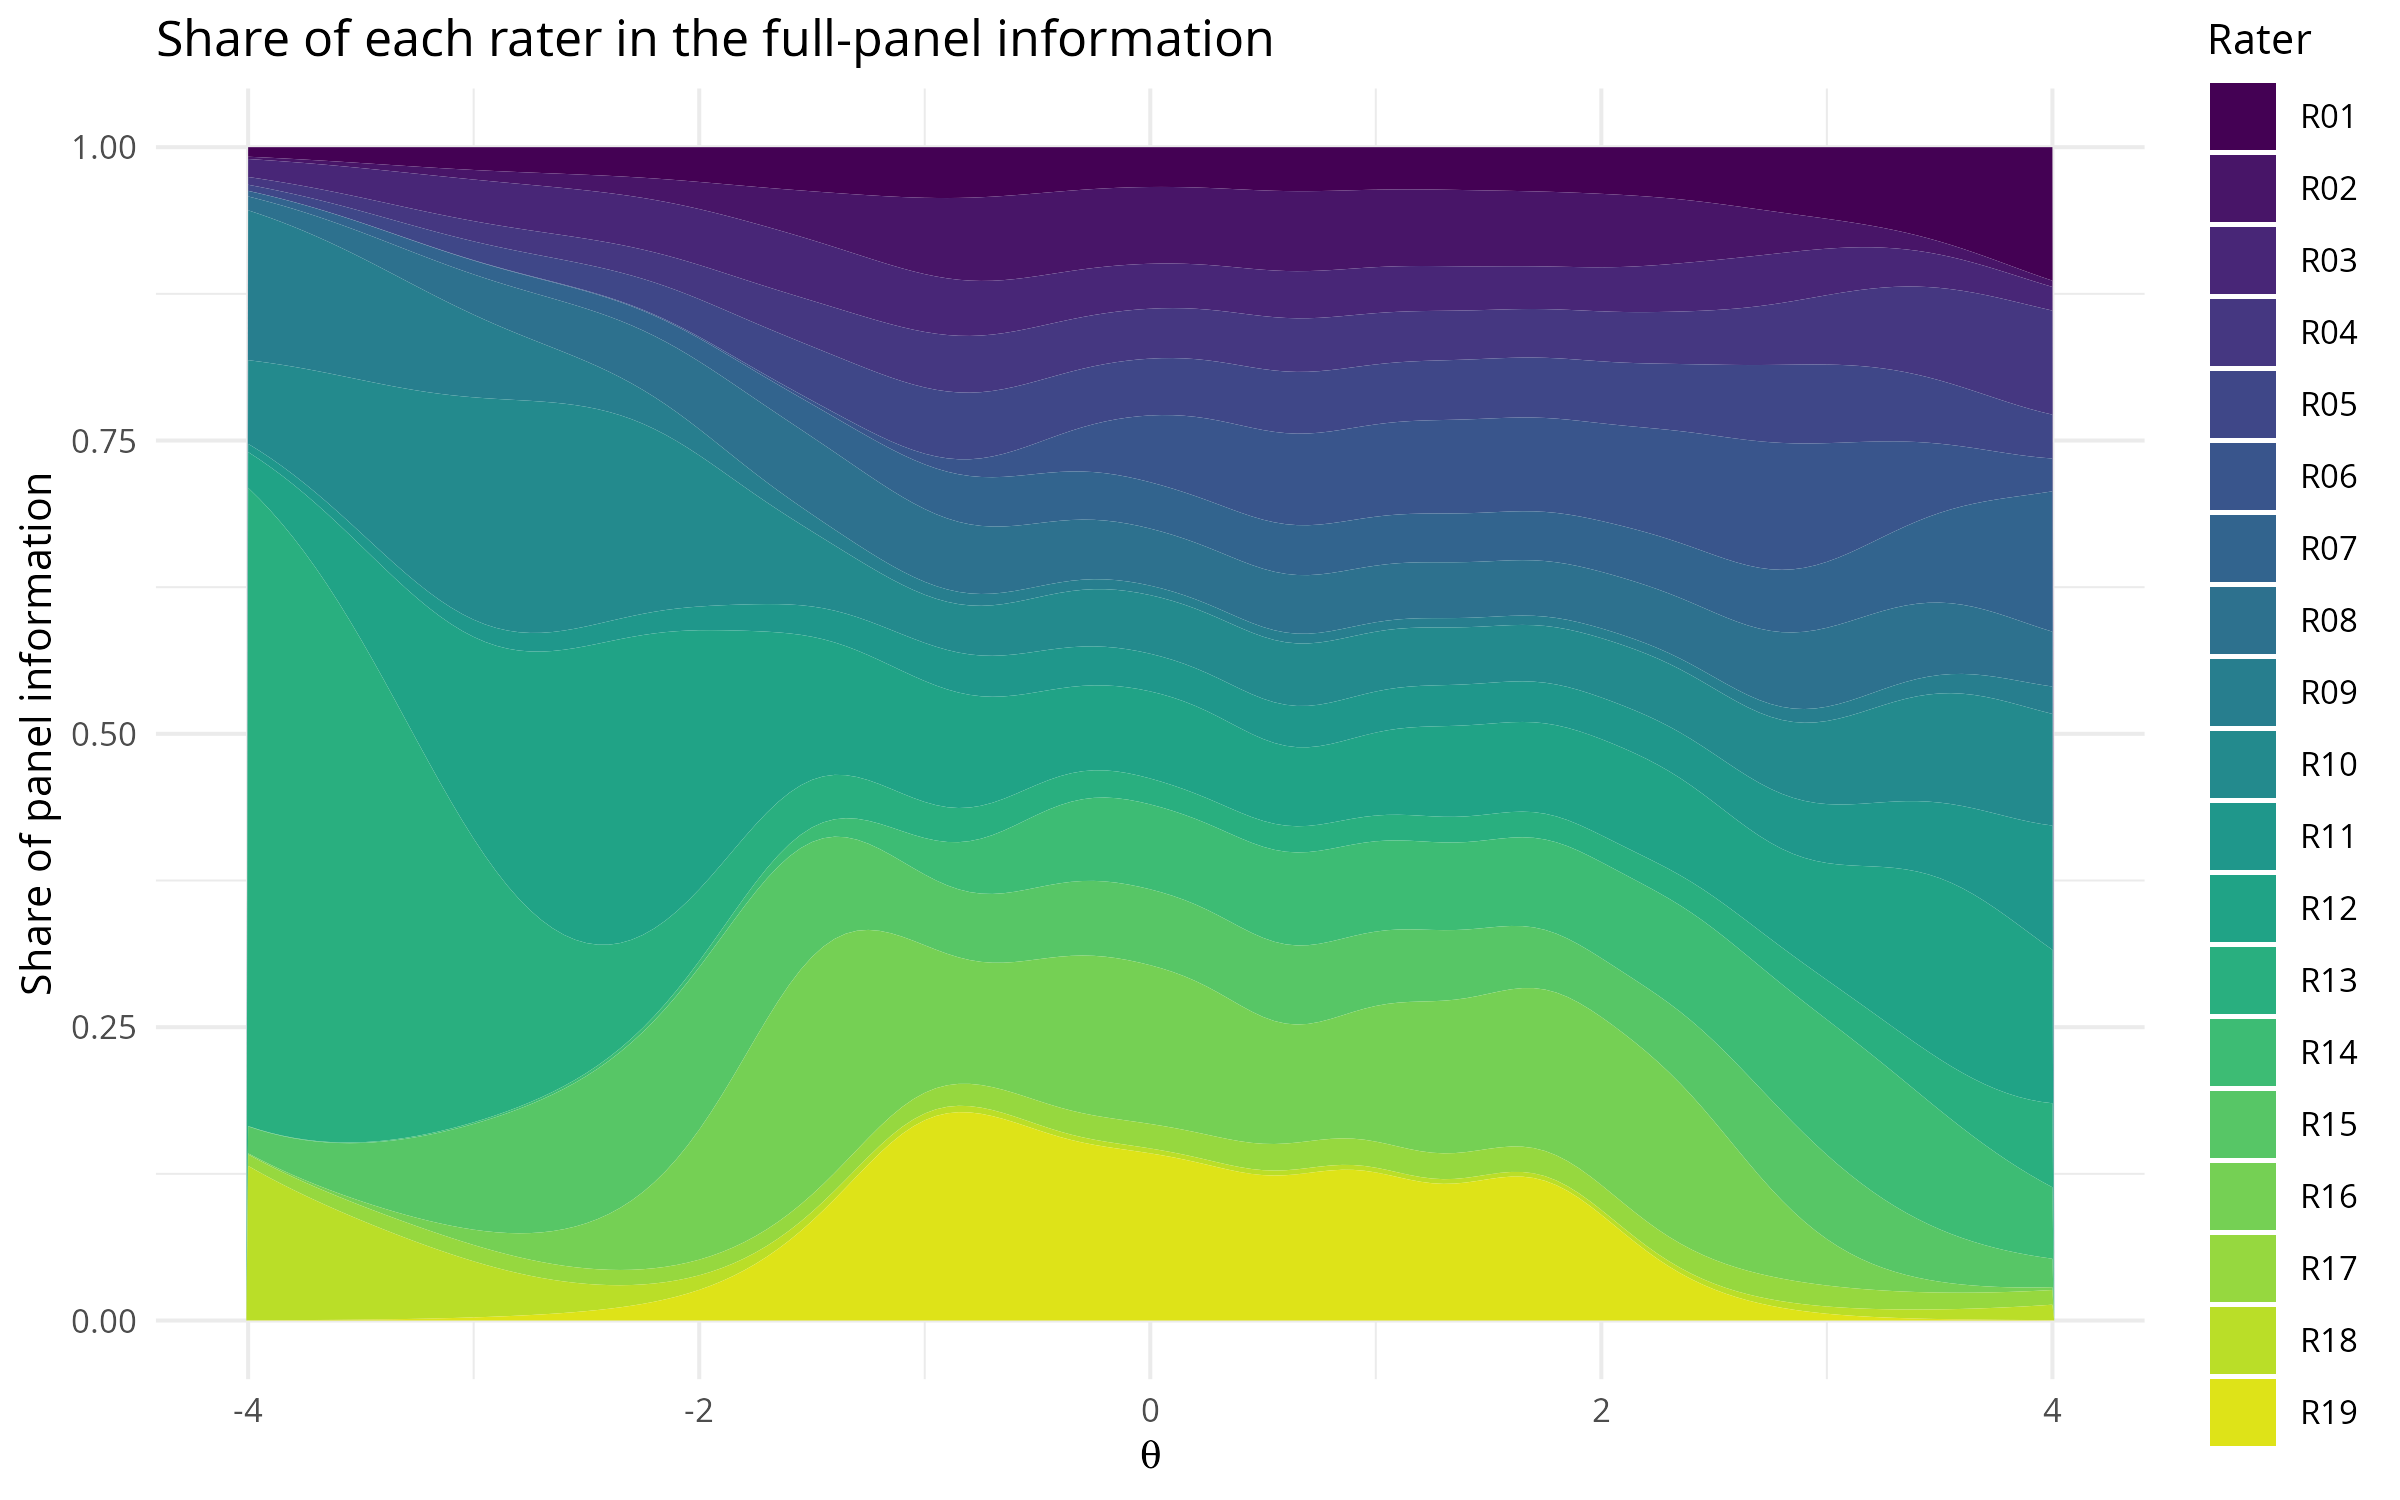 Share of each rater in the full-panel information
Share of panel information
1.00
0.75
0.50
0.25
0.00
-4
-2
0
2
4
θ
Rater
R01
R02
R03
R04
R05
R06
R07
R08
R09
R10
R11
R12
R13
R14
R15
R16
R17
R18
R19